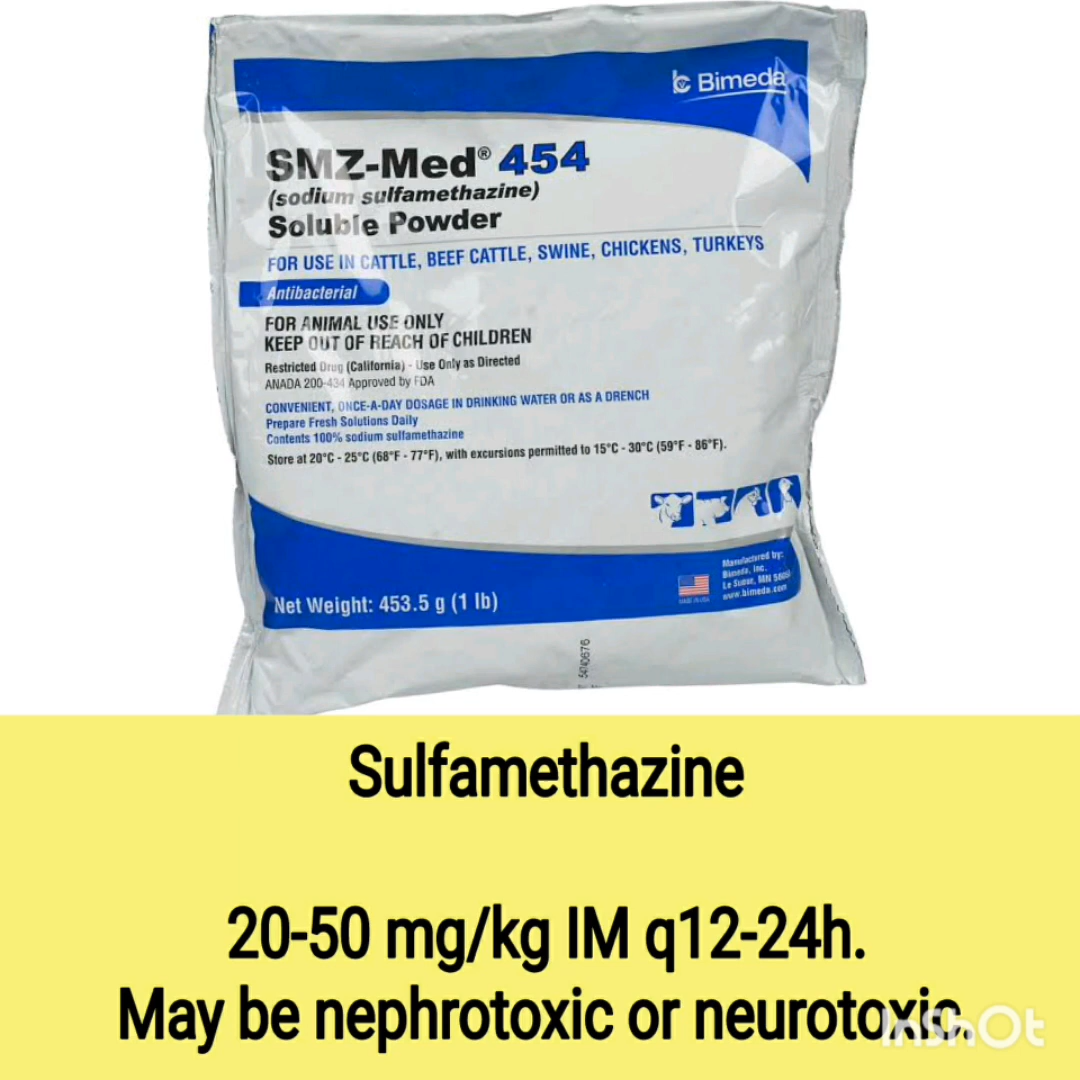 Bimeda
SMZ-Med® 454
(sodium sulfamethazine)
Soluble Powder
FOR USE IN CATTLE, BEEF CATTLE, SWINE, CHICKENS, TURKEYS
Antibacterial
FOR ANIMAL USE ONLY
KEEP OUT OF REACH OF CHILDREN
Restricted Drug (California) - Use Only as Directed
ANADA 200-434 Approved by FDA
CONVENIENT, ONCE-A-DAY DOSAGE IN DRINKING WATER OR AS A DRENCH
Prepare Fresh Solutions Daily
Contents 100% sodium sulfamethazine
Store at 20°C - 25°C (68°F - 77°F), with excursions permitted to 15°C - 30°C (59°F - 86°F).
Net Weight: 453.5 g (1 lb)
Manufactured by:
Bimeda, Inc.
Le Sueur, MN
www.bimeda.com
Sulfamethazine
20-50 mg/kg IM q12-24h.
May be nephrotoxic or neurotoxic.
InShOt